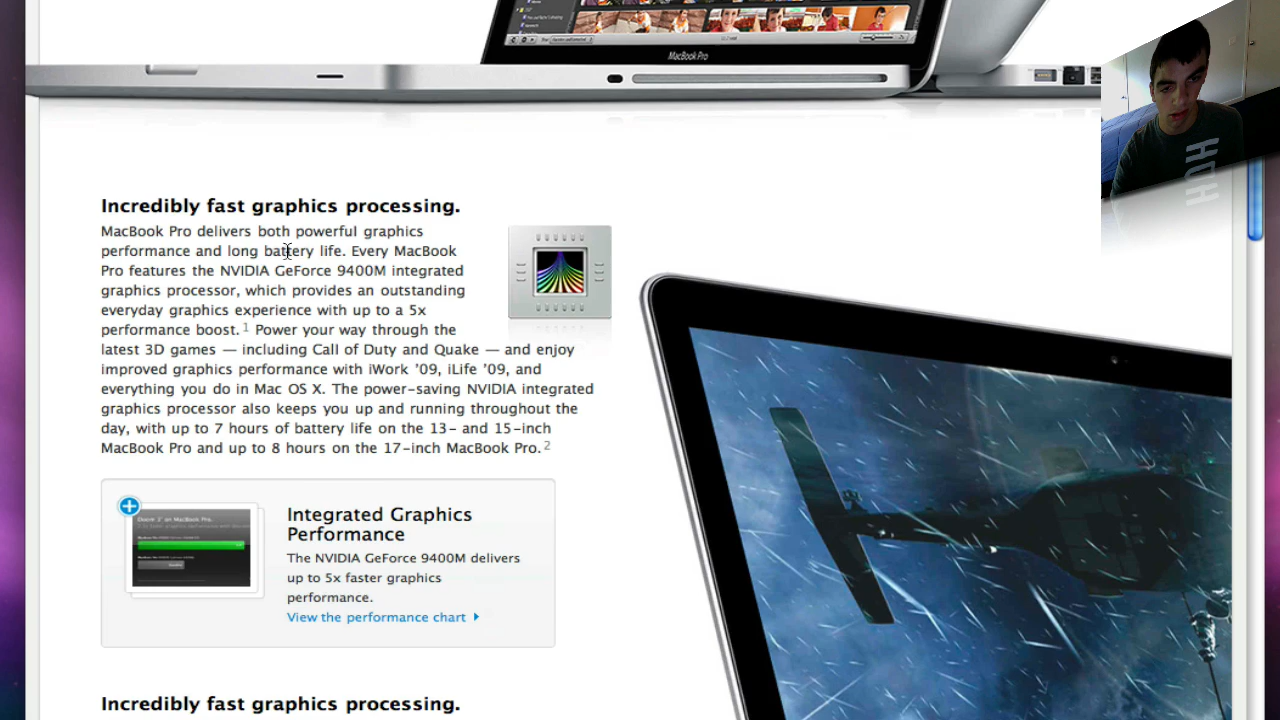 MacBook Pro
Incredibly fast graphics processing.
MacBook Pro delivers both powerful graphics
performance and long battery life. Every MacBook
Pro features the NVIDIA GeForce 9400M integrated
graphics processor, which provides an outstanding
everyday graphics experience with up to a 5x
performance boost.1 Power your way through the
latest 3D games — including Call of Duty and Quake — and enjoy
improved graphics performance with iWork ’09, iLife ’09, and
everything you do in Mac OS X. The power-saving NVIDIA integrated
graphics processor also keeps you up and running throughout the
day, with up to 7 hours of battery life on the 13- and 15-inch
MacBook Pro and up to 8 hours on the 17-inch MacBook Pro.2
Integrated Graphics
Performance
The NVIDIA GeForce 9400M delivers
up to 5x faster graphics
performance.
View the performance chart
Incredibly fast graphics processing.